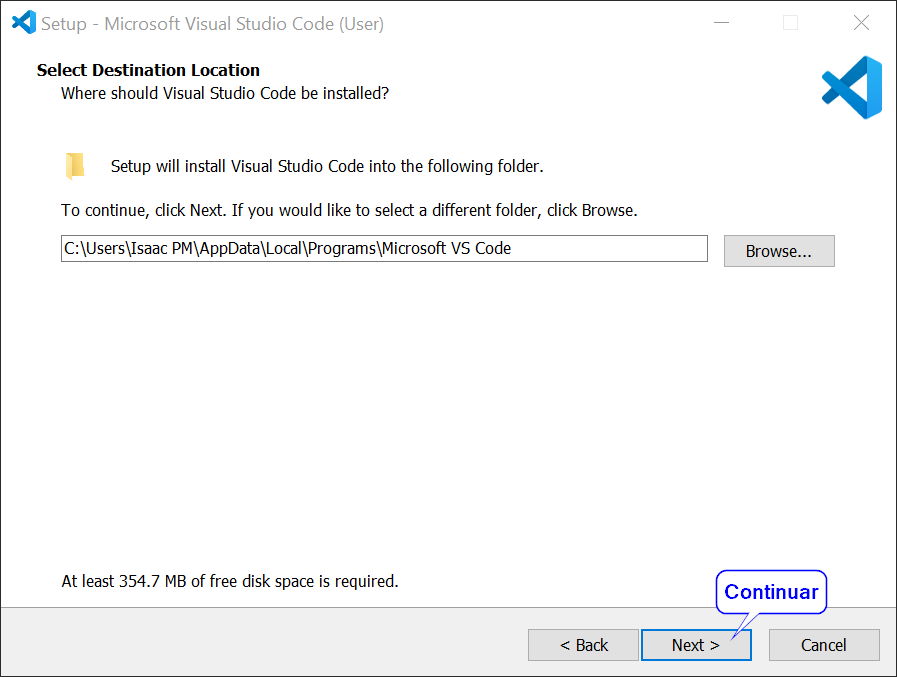 Setup - Microsoft Visual Studio Code (User)
Select Destination Location
Where should Visual Studio Code be installed?
Setup will install Visual Studio Code into the following folder.
To continue, click Next. If you would like to select a different folder, click Browse.
C:\Users\Isaac PM\AppData\Local\Programs\Microsoft VS Code
Browse...
At least 354.7 MB of free disk space is required.
Continuar
< Back
Next >
Cancel